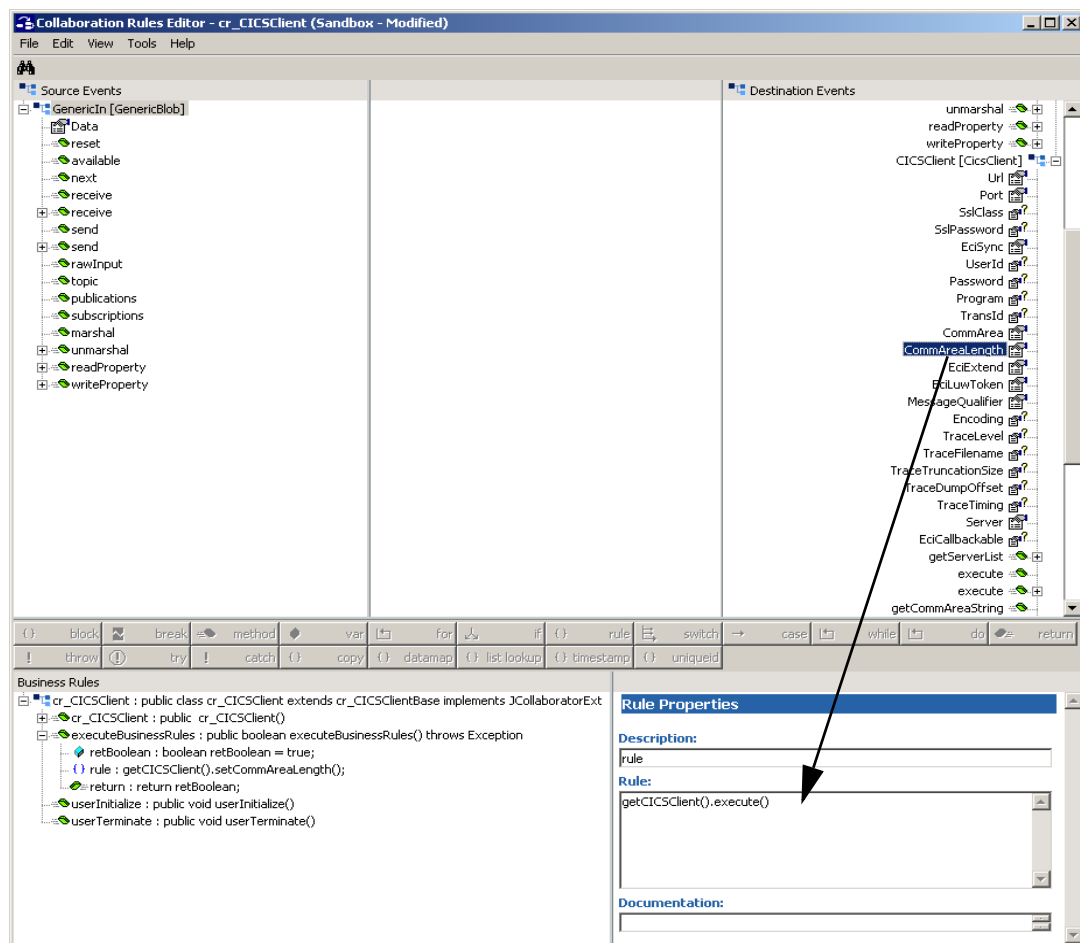 Collaboration Rules Editor - cr_CICSClient (Sandbox - Modified)
File Edit View Tools Help
Source Events
GenericIn [GenericBlob]
Data
reset
available
next
receive
receive
send
send
rawInput
topic
publications
subscriptions
marshal
unmarshal
readProperty
writeProperty
Destination Events
unmarshal
readProperty
writeProperty
CICSClient [CicsClient]
Url
Port
SslClass
SslPassword
EciSync
UserId
Password
Program
TransId
CommArea
CommAreaLength
EciExtend
EciLuwToken
MessageQualifier
Encoding
TraceLevel
TraceFilename
TraceTruncationSize
TraceDumpOffset
TraceTiming
Server
EciCallbackable
getServerList
execute
execute
getCommAreaString
{} block break method var for if {} rule switch case while do return
! throw try ! catch {} copy {} datamap {} list lookup {} timestamp {} uniqueid
Business Rules
cr_CICSClient : public class cr_CICSClient extends cr_CICSClientBase implements JCollaboratorExt
cr_CICSClient : public cr_CICSClient()
executeBusinessRules : public boolean executeBusinessRules() throws Exception
retBoolean : boolean retBoolean = true;
{} rule : getCICSClient().setCommAreaLength();
return : return retBoolean;
userInitialize : public void userInitialize()
userTerminate : public void userTerminate()
Rule Properties
Description:
rule
Rule:
getCICSClient().execute()
Documentation: